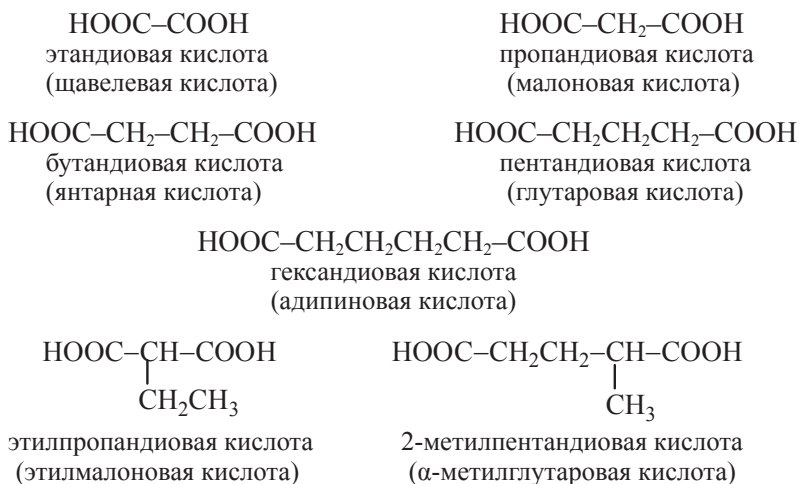 HOOC–COOH
этандиовая кислота
(щавелевая кислота)
HOOC–CH₂–COOH
пропандиовая кислота
(малоновая кислота)
HOOC–CH₂–CH₂–COOH
бутандиовая кислота
(янтарная кислота)
HOOC–CH₂CH₂CH₂–COOH
пентандиовая кислота
(глутаровая кислота)
HOOC–CH₂CH₂CH₂CH₂–COOH
гександиовая кислота
(адипиновая кислота)
HOOC–CH–COOH
CH₂CH₃
этилпропандиовая кислота
(этилмалоновая кислота)
HOOC–CH₂CH₂–CH–COOH
CH₃
2-метилпентандиовая кислота
(α-метилглутаровая кислота)